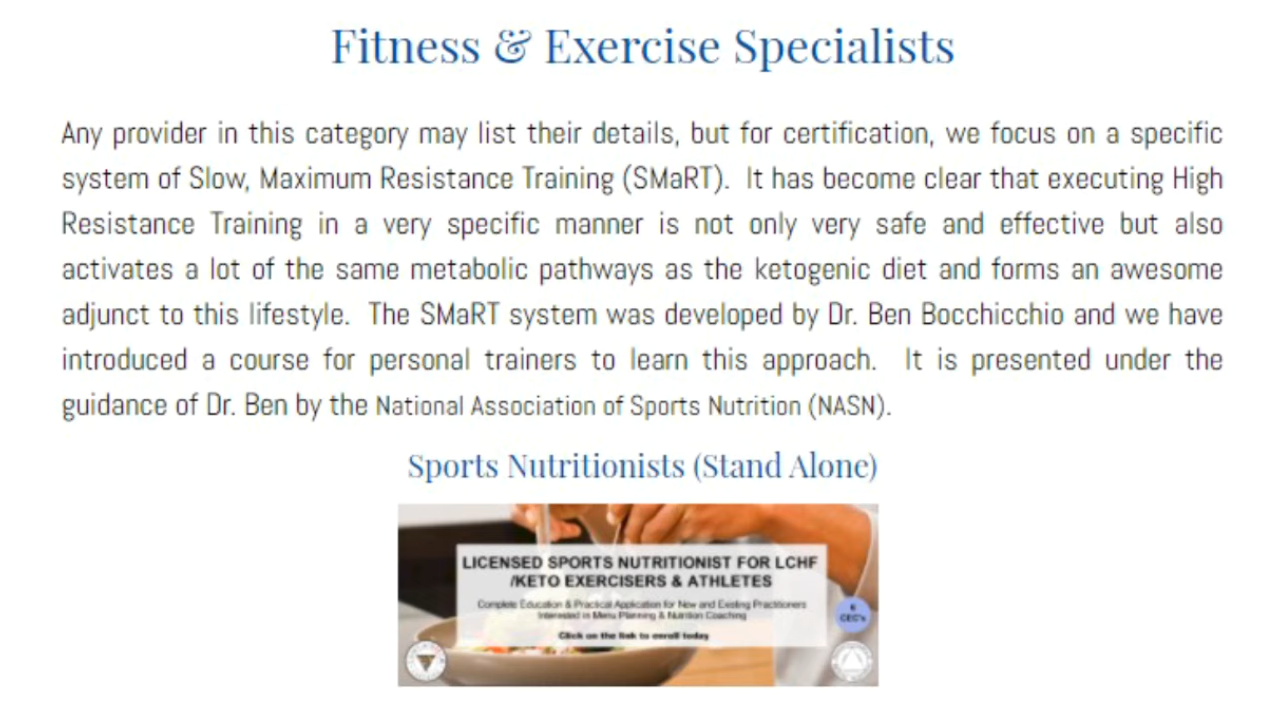 Fitness & Exercise Specialists
Any provider in this category may list their details, but for certification, we focus on a specific
system of Slow, Maximum Resistance Training (SMaRT). It has become clear that executing High
Resistance Training in a very specific manner is not only very safe and effective but also
activates a lot of the same metabolic pathways as the ketogenic diet and forms an awesome
adjunct to this lifestyle. The SMaRT system was developed by Dr. Ben Bocchicchio and we have
introduced a course for personal trainers to learn this approach. It is presented under the
guidance of Dr. Ben by the National Association of Sports Nutrition (NASN).
Sports Nutritionists (Stand Alone)
LICENSED SPORTS NUTRITIONIST FOR LCHF
/KETO EXERCISERS & ATHLETES
Complete Education & Practical Application for New and Existing Practitioners
Interested in Menu Planning & Nutrition Coaching
Click on the link to enroll today
6
CEC's